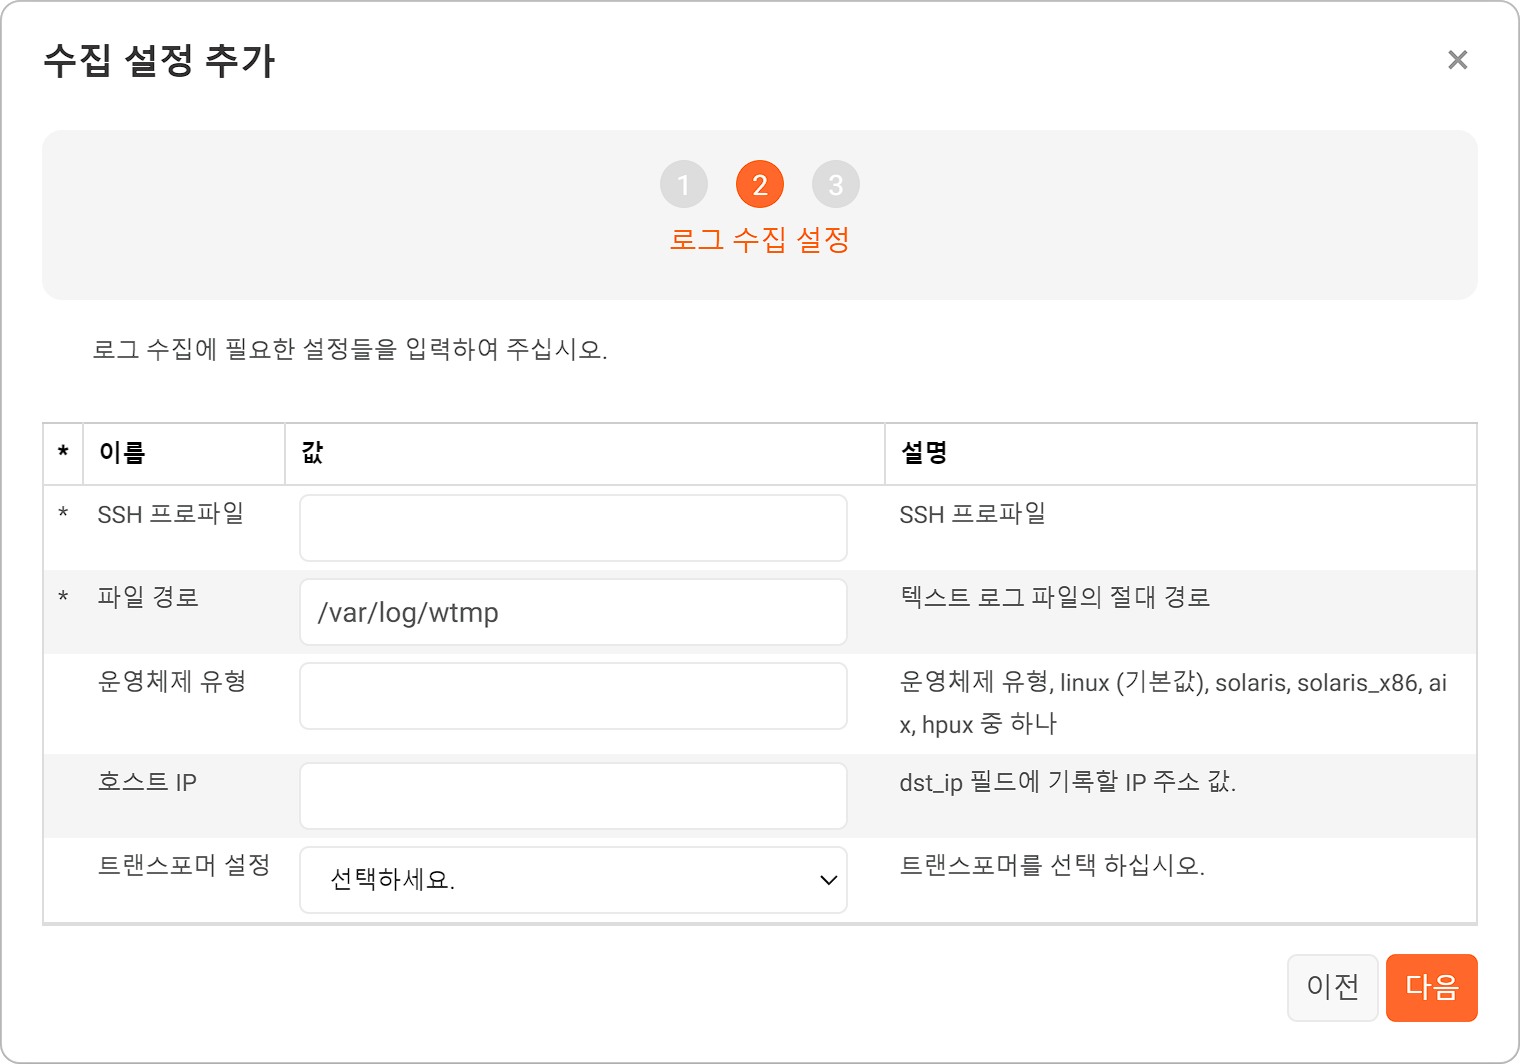 수집 설정 추가
×
1 2 3
로그 수집 설정
로그 수집에 필요한 설정들을 입력하여 주십시오.
* 이름 값 설명
* SSH 프로파일 SSH 프로파일
* 파일 경로 /var/log/wtmp 텍스트 로그 파일의 절대 경로
운영체제 유형 운영체제 유형, linux (기본값), solaris, solaris_x86, ai
x, hpux 중 하나
호스트 IP dst_ip 필드에 기록할 IP 주소 값.
트랜스포머 설정 선택하세요. 트랜스포머를 선택 하십시오.
이전 다음